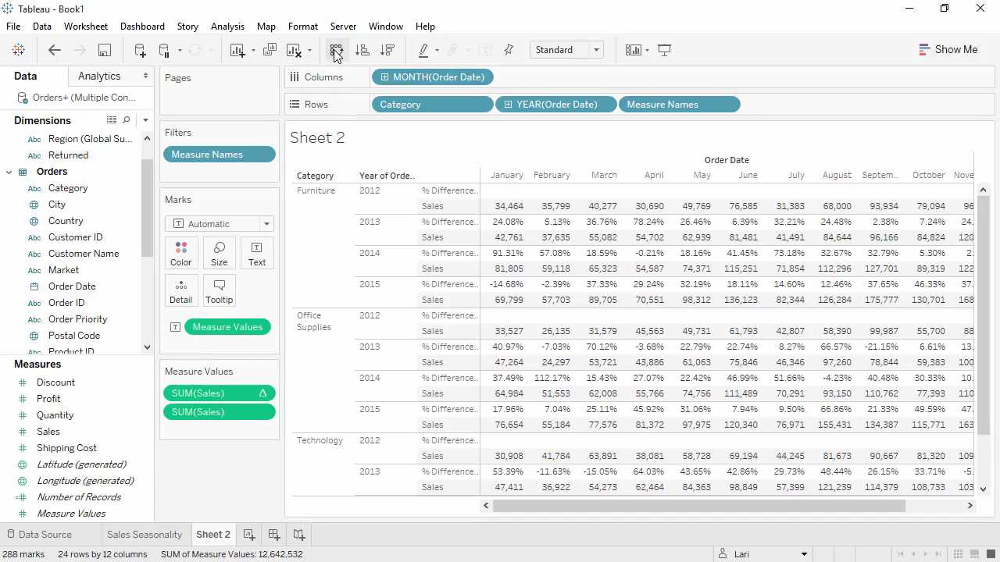 Tableau - Book1
File Data Worksheet Dashboard Story Analysis Map Format Server Window Help
Standard
Show Me
Data Analytics
Orders+ (Multiple Con...
Dimensions
Abc Region (Global Su...
Abc Returned
Orders
Abc Category
City
Country
Abc Customer ID
Abc Customer Name
Abc Market
Order Date
Abc Order ID
Abc Order Priority
Postal Code
Abc Product ID
Measures
Discount
Profit
Quantity
Sales
Shipping Cost
Latitude (generated)
Longitude (generated)
Number of Records
Measure Values
Pages
Filters
Measure Names
Marks
Automatic
Color Size Text
Detail Tooltip
Measure Values
Measure Values
SUM(Sales)
SUM(Sales)
Columns MONTH(Order Date)
Rows Category YEAR(Order Date) Measure Names
Sheet 2
Order Date
Category Year of Orde.. January February March April May June July August Septem.. October Nove
Furniture 2012 % Difference..
Sales 34,464 35,799 40,277 30,690 49,769 76,585 31,383 68,000 93,934 79,094 96
2013 % Difference.. 24.08% 5.13% 36.76% 78.24% 26.46% 6.39% 32.21% 24.48% 2.38% 7.24% 24.
Sales 42,761 37,635 55,082 54,702 62,939 81,481 41,491 84,644 96,166 84,824 120
2014 % Difference.. 91.31% 57.08% 18.59% -0.21% 18.16% 41.45% 73.18% 32.67% 32.79% 5.30% 2.
Sales 81,805 59,118 65,323 54,587 74,371 115,251 71,854 112,296 127,701 89,319 122
2015 % Difference.. -14.68% -2.39% 37.33% 29.24% 32.19% 18.11% 14.60% 12.46% 37.65% 46.33% 37.
Sales 69,799 57,703 89,705 70,551 98,312 136,123 82,344 126,284 175,777 130,701 168
Office Supplies 2012 % Difference..
Sales 33,527 26,135 31,579 45,563 49,731 61,793 42,807 58,390 99,987 55,700 88
2013 % Difference.. 40.97% -7.03% 70.12% -3.68% 22.79% 22.74% 8.27% 66.57% -21.15% 6.61% 13.
Sales 47,264 24,297 53,721 43,886 61,063 75,846 46,346 97,260 78,844 59,383 100
2014 % Difference.. 37.49% 112.17% 15.43% 27.07% 22.42% 46.99% 51.66% -4.23% 40.48% 30.33% 10.
Sales 64,984 51,553 62,008 55,766 74,756 111,489 70,291 93,150 110,762 77,393 110
2015 % Difference.. 17.96% 7.04% 25.11% 45.92% 31.06% 7.94% 9.50% 66.86% 21.33% 49.59% 47.
Sales 76,654 55,184 77,576 81,372 97,975 120,340 76,971 155,431 134,387 115,771 163
Technology 2012 % Difference..
Sales 30,908 41,784 63,891 38,081 58,728 69,194 44,245 81,673 90,667 81,320 109
2013 % Difference.. 53.39% -11.63% -15.05% 64.03% 43.65% 42.86% 29.73% 48.44% 26.15% 33.71% -5.
Sales 47,411 36,922 54,273 62,464 84,363 98,849 57,399 121,239 114,379 108,733 103
Data Source Sales Seasonality Sheet 2
288 marks 24 rows by 12 columns SUM of Measure Values: 12,642,532 Lari